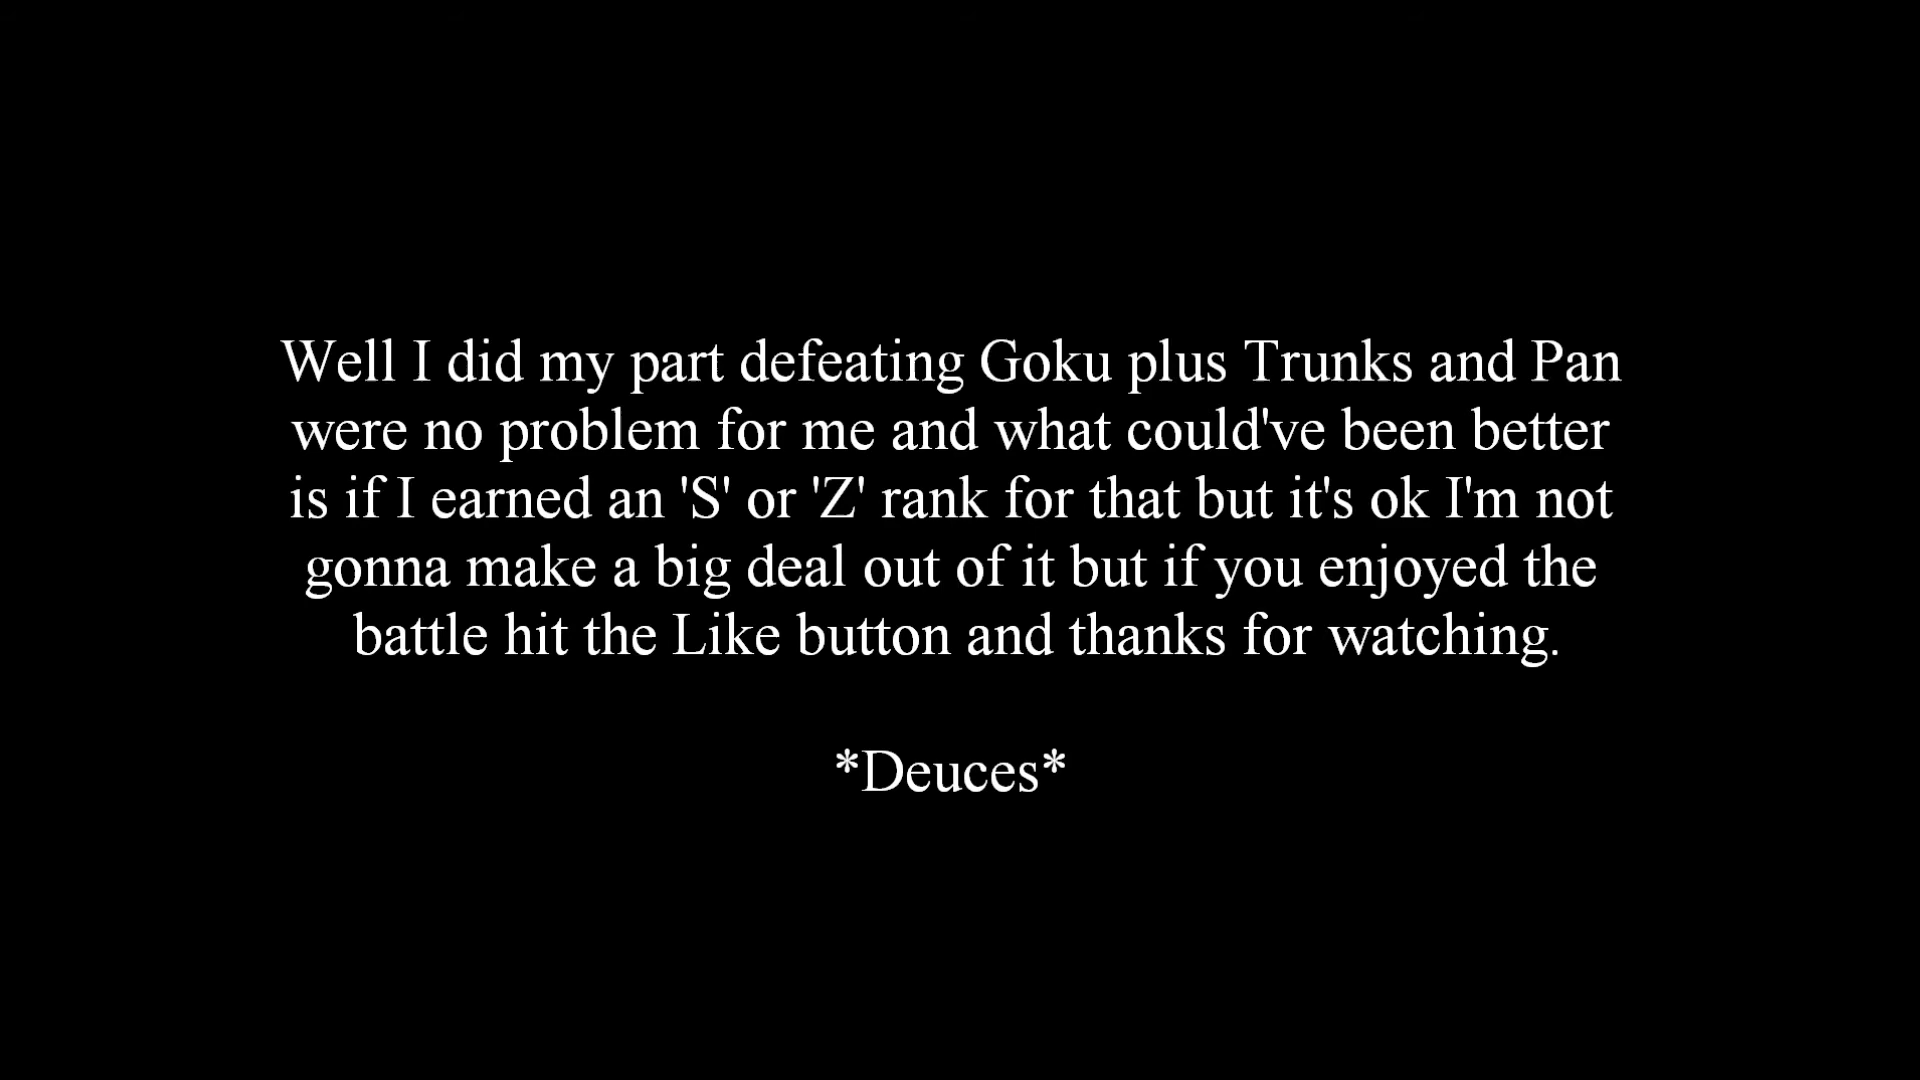 Well I did my part defeating Goku plus Trunks and Pan
were no problem for me and what could've been better
is if I earned an 'S' or 'Z' rank for that but it's ok I'm not
gonna make a big deal out of it but if you enjoyed the
battle hit the Like button and thanks for watching.
*Deuces*